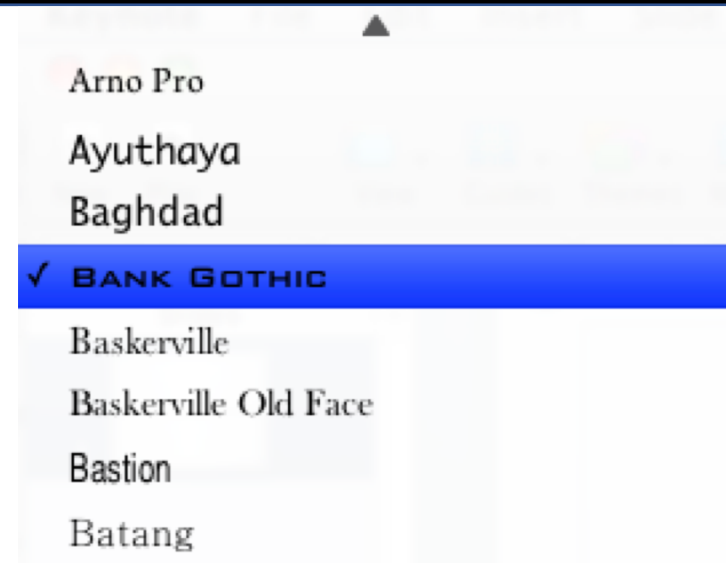 Arno Pro
Ayuthaya
Baghdad
✓ BANK GOTHIC
Baskerville
Baskerville Old Face
Bastion
Batang